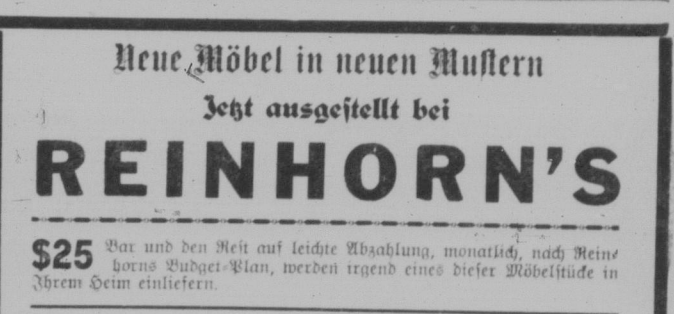 Neue Möbel in neuen Mustern
Jetzt ausgestellt bei
REINHORN'S
$25 Bar und den Rest auf leichte Abzahlung, monatlich, nach Rein-
horns Budget-Plan, werden irgend eines dieser Möbelstücke in
Ihrem Heim einliefern.